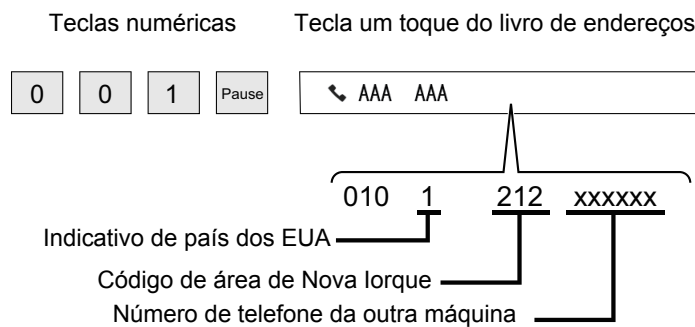 Teclas numéricas Tecla um toque do livro de endereços
0 0 1 Pause AAA AAA
010 1 212 xxxxxx
Indicativo de país dos EUA
Código de área de Nova Iorque
Número de telefone da outra máquina